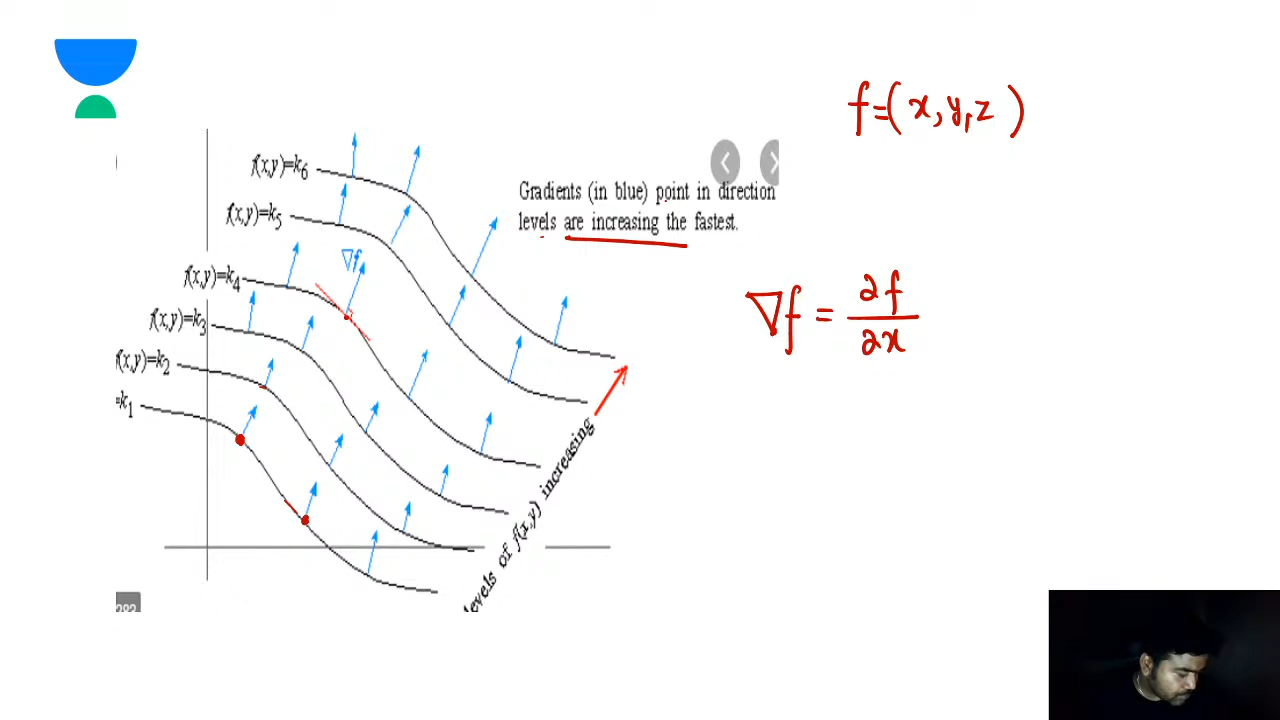 f=(x, y, z)
f(x,y)=k6
Gradients (in blue) point in direction
levels are increasing the fastest.
f(x,y)=k5
∇f
f(x,y)=k4
∇f = ∂f/∂x
f(x,y)=k3
f(x,y)=k2
=k1
levels of f(x,y) increasing